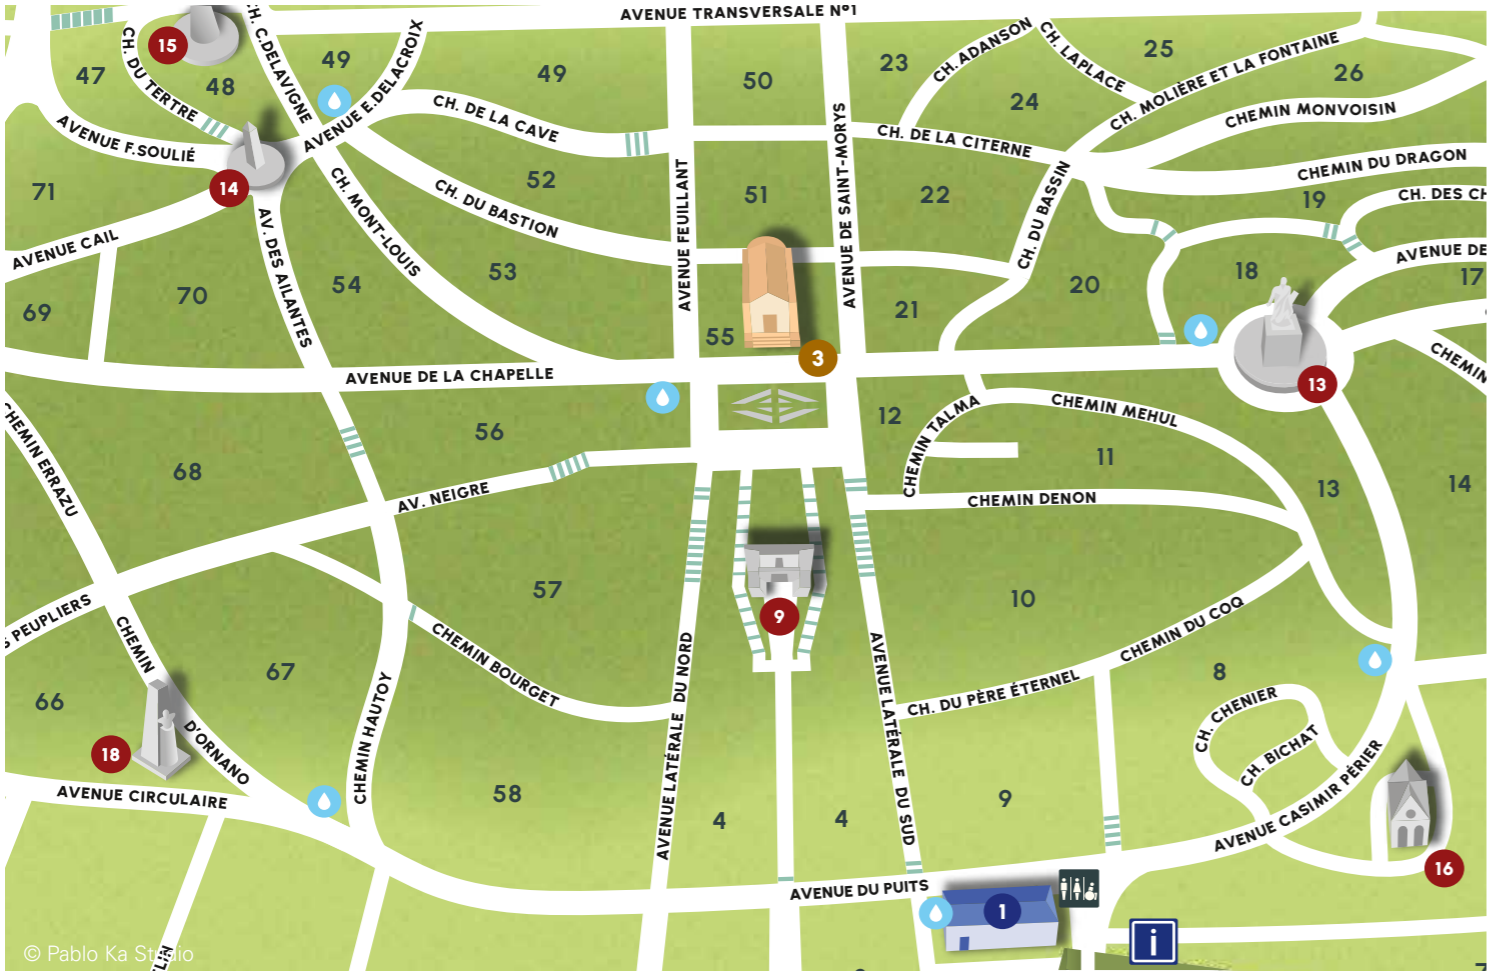 AVENUE TRANSVERSALE Nº1
CH. C.DELAVIGNE
15
CH. DU TERTRE
47
48
49
AVENUE E.DELACROIX
49
50
23
CH. ADANSON
CH. LAPLACE
25
CH. MOLIÈRE ET LA FONTAINE
26
24
CHEMIN MONVOISIN
CH. DE LA CAVE
AVENUE DE SAINT-MORYS
CH. DE LA CITERNE
AVENUE F.SOULIÉ
CHEMIN DU DRAGON
14
71
52
51
22
19
CH. DES CH
CH. DU BASTION
CH. MONT-LOUIS
AVENUE FEUILLANT
CH. DU BASSIN
AVENUE CAIL
AV. DES AILANTES
AVENUE DE
53
54
18
17
20
70
69
21
55
3
CHEMIN
13
AVENUE DE LA CHAPELLE
CHEMIN TALMA
CHEMIN MEHUL
12
56
11
CHEMIN ERRAZU
68
13
14
AV. NEIGRE
CHEMIN DENON
57
10
9
S PEUPLIERS
CHEMIN
D'ORNANO
CHEMIN BOURGET
CHEMIN DU COQ
67
8
66
CHEMIN HAUTOY
AVENUE LATÉRALE DU NORD
AVENUE LATÉRALE DU SUD
CH. DU PÈRE ÉTERNEL
CH. CHENIER
CH. BICHAT
18
AVENUE CIRCULAIRE
58
4
4
9
AVENUE CASIMIR PÉRIER
16
AVENUE DU PUITS
1
i
LIN
© Pablo Ka Studio